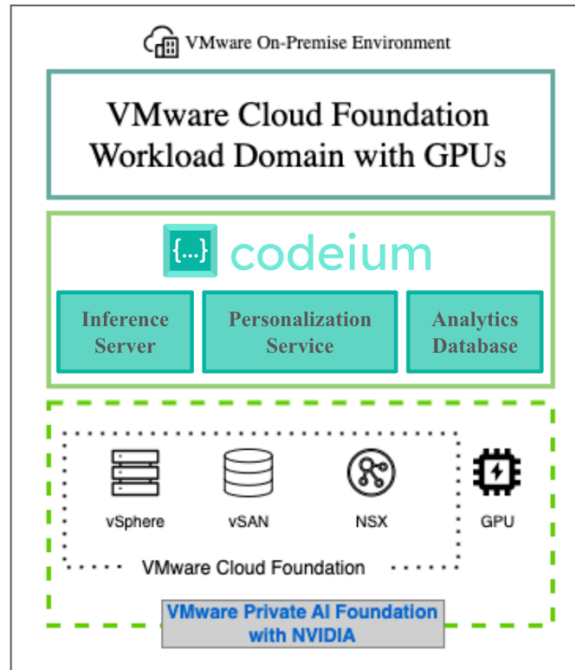 VMware On-Premise Environment
VMware Cloud Foundation
Workload Domain with GPUs
{...} codeium
Inference
Server
Personalization
Service
Analytics
Database
vSphere
vSAN
NSX
GPU
VMware Cloud Foundation
VMware Private AI Foundation
with NVIDIA